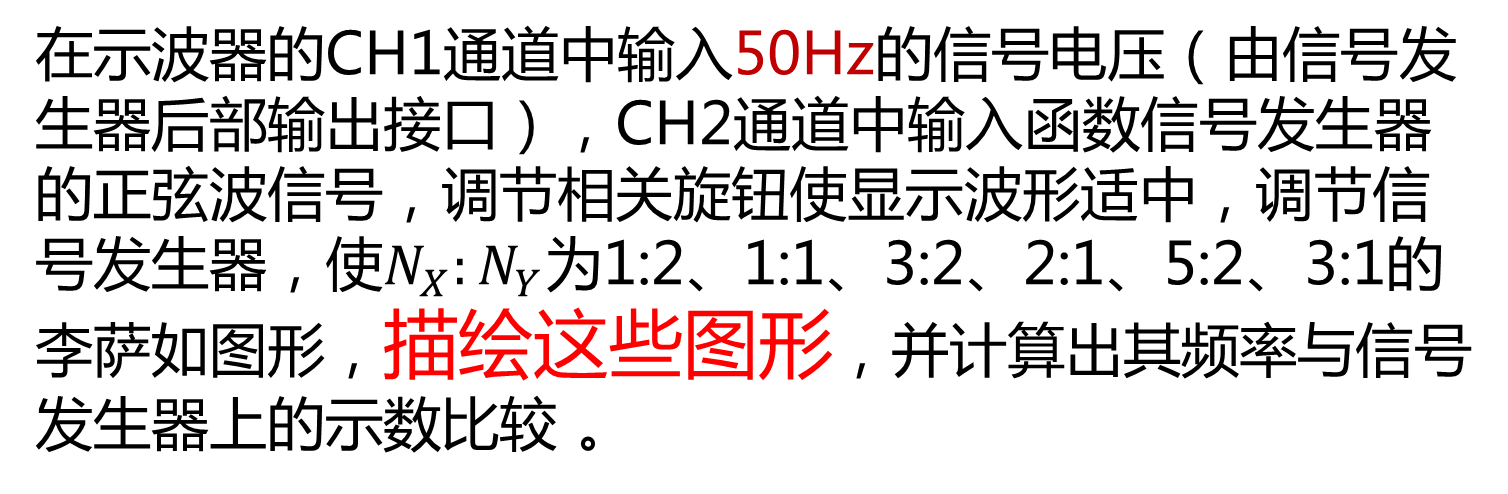 在示波器的CH1通道中输入50Hz的信号电压（由信号发
生器后部输出接口），CH2通道中输入函数信号发生器
的正弦波信号，调节相关旋钮使显示波形适中，调节信
号发生器，使N_X:N_Y为1:2、1:1、3:2、2:1、5:2、3:1的
李萨如图形，描绘这些图形，并计算出其频率与信号
发生器上的示数比较 。